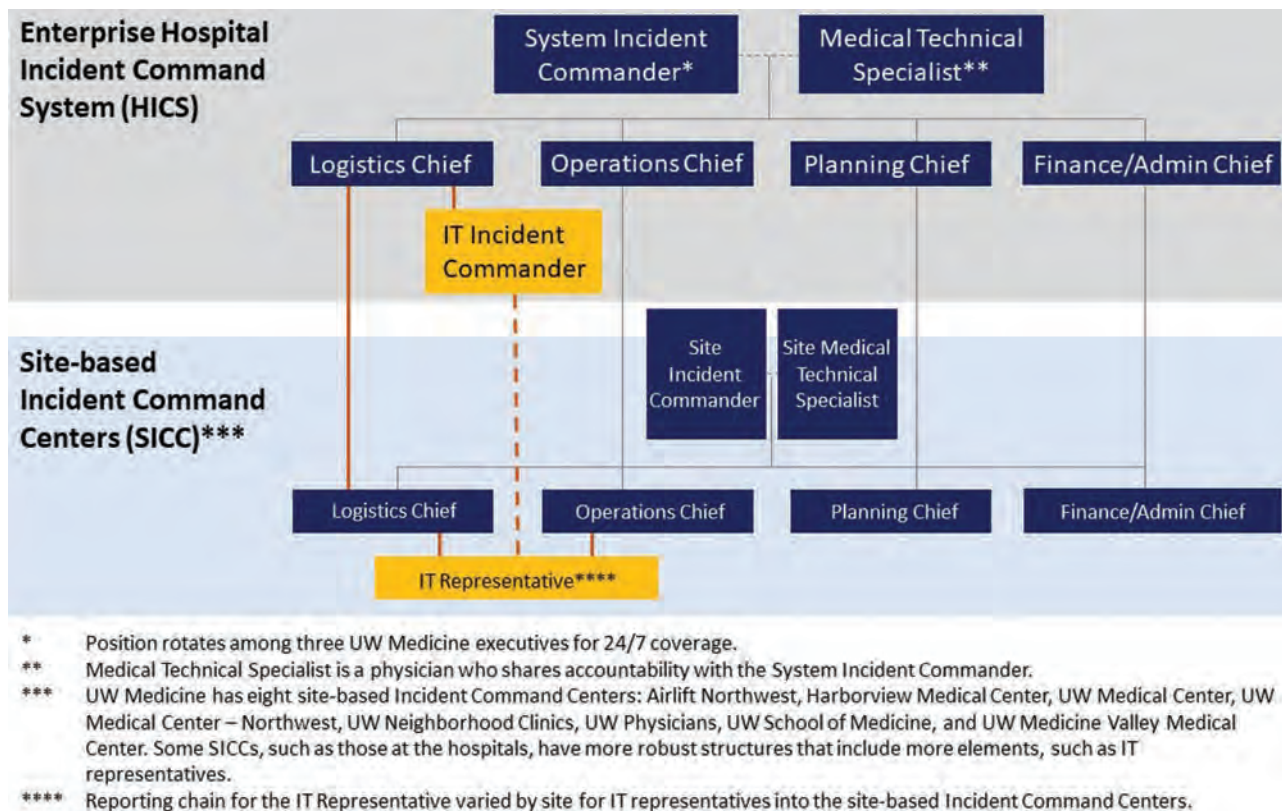 Enterprise Hospital
Incident Command
System (HICS)
System Incident
Commander*
Medical Technical
Specialist**
Logistics Chief
Operations Chief
Planning Chief
Finance/Admin Chief
IT Incident
Commander
Site-based
Incident Command
Centers (SICC)***
Site
Incident
Commander
Site Medical
Technical
Specialist
Logistics Chief
Operations Chief
Planning Chief
Finance/Admin Chief
IT Representative****
* Position rotates among three UW Medicine executives for 24/7 coverage.
** Medical Technical Specialist is a physician who shares accountability with the System Incident Commander.
*** UW Medicine has eight site-based Incident Command Centers: Airlift Northwest, Harborview Medical Center, UW Medical Center, UW
Medical Center – Northwest, UW Neighborhood Clinics, UW Physicians, UW School of Medicine, and UW Medicine Valley Medical
Center. Some SICCs, such as those at the hospitals, have more robust structures that include more elements, such as IT
representatives.
**** Reporting chain for the IT Representative varied by site for IT representatives into the site-based Incident Command Centers,